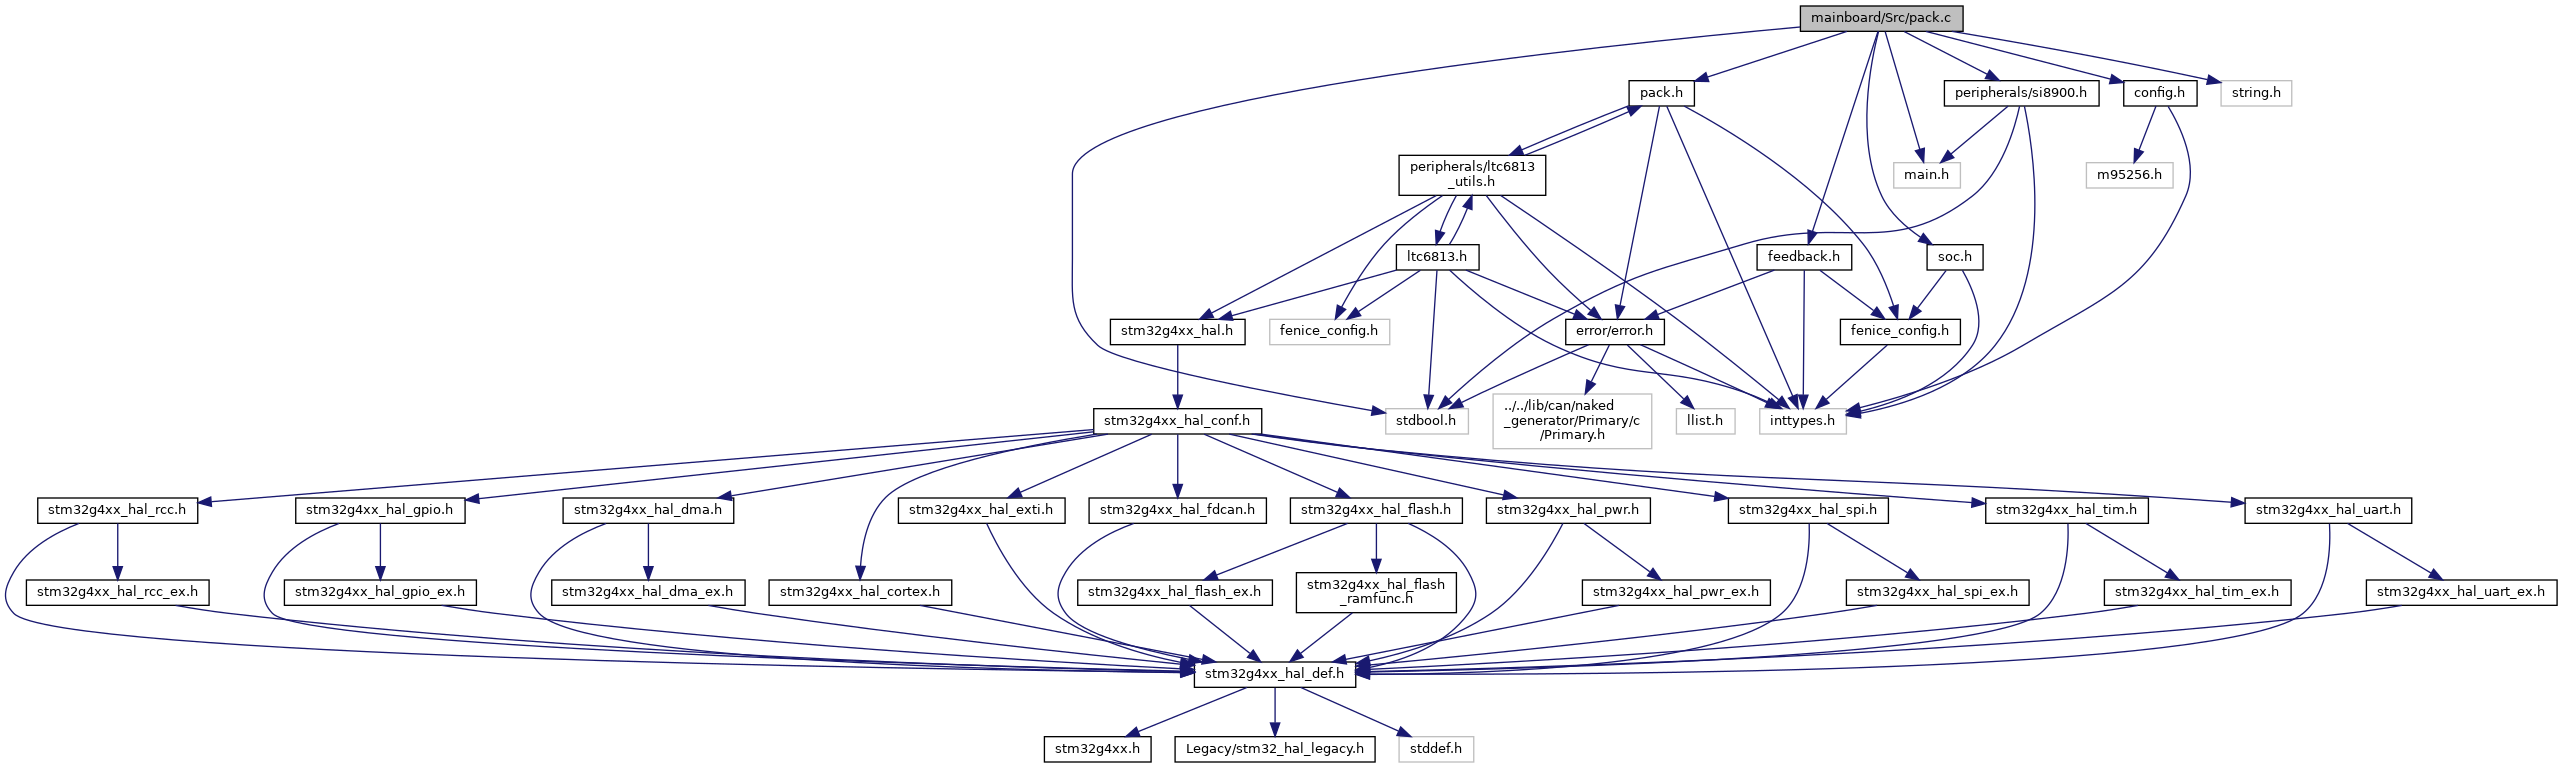 mainboard/Src/pack.c
pack.h
peripherals/si8900.h
config.h
string.h
peripherals/ltc6813
_utils.h
main.h
m95256.h
ltc6813.h
feedback.h
soc.h
stm32g4xx_hal.h
fenice_config.h
error/error.h
fenice_config.h
stm32g4xx_hal_conf.h
stdbool.h
../../lib/can/naked
_generator/Primary/c
/Primary.h
llist.h
inttypes.h
stm32g4xx_hal_rcc.h
stm32g4xx_hal_gpio.h
stm32g4xx_hal_dma.h
stm32g4xx_hal_exti.h
stm32g4xx_hal_fdcan.h
stm32g4xx_hal_flash.h
stm32g4xx_hal_pwr.h
stm32g4xx_hal_spi.h
stm32g4xx_hal_tim.h
stm32g4xx_hal_uart.h
stm32g4xx_hal_rcc_ex.h
stm32g4xx_hal_gpio_ex.h
stm32g4xx_hal_dma_ex.h
stm32g4xx_hal_cortex.h
stm32g4xx_hal_flash_ex.h
stm32g4xx_hal_flash
_ramfunc.h
stm32g4xx_hal_pwr_ex.h
stm32g4xx_hal_spi_ex.h
stm32g4xx_hal_tim_ex.h
stm32g4xx_hal_uart_ex.h
stm32g4xx_hal_def.h
stm32g4xx.h
Legacy/stm32_hal_legacy.h
stddef.h